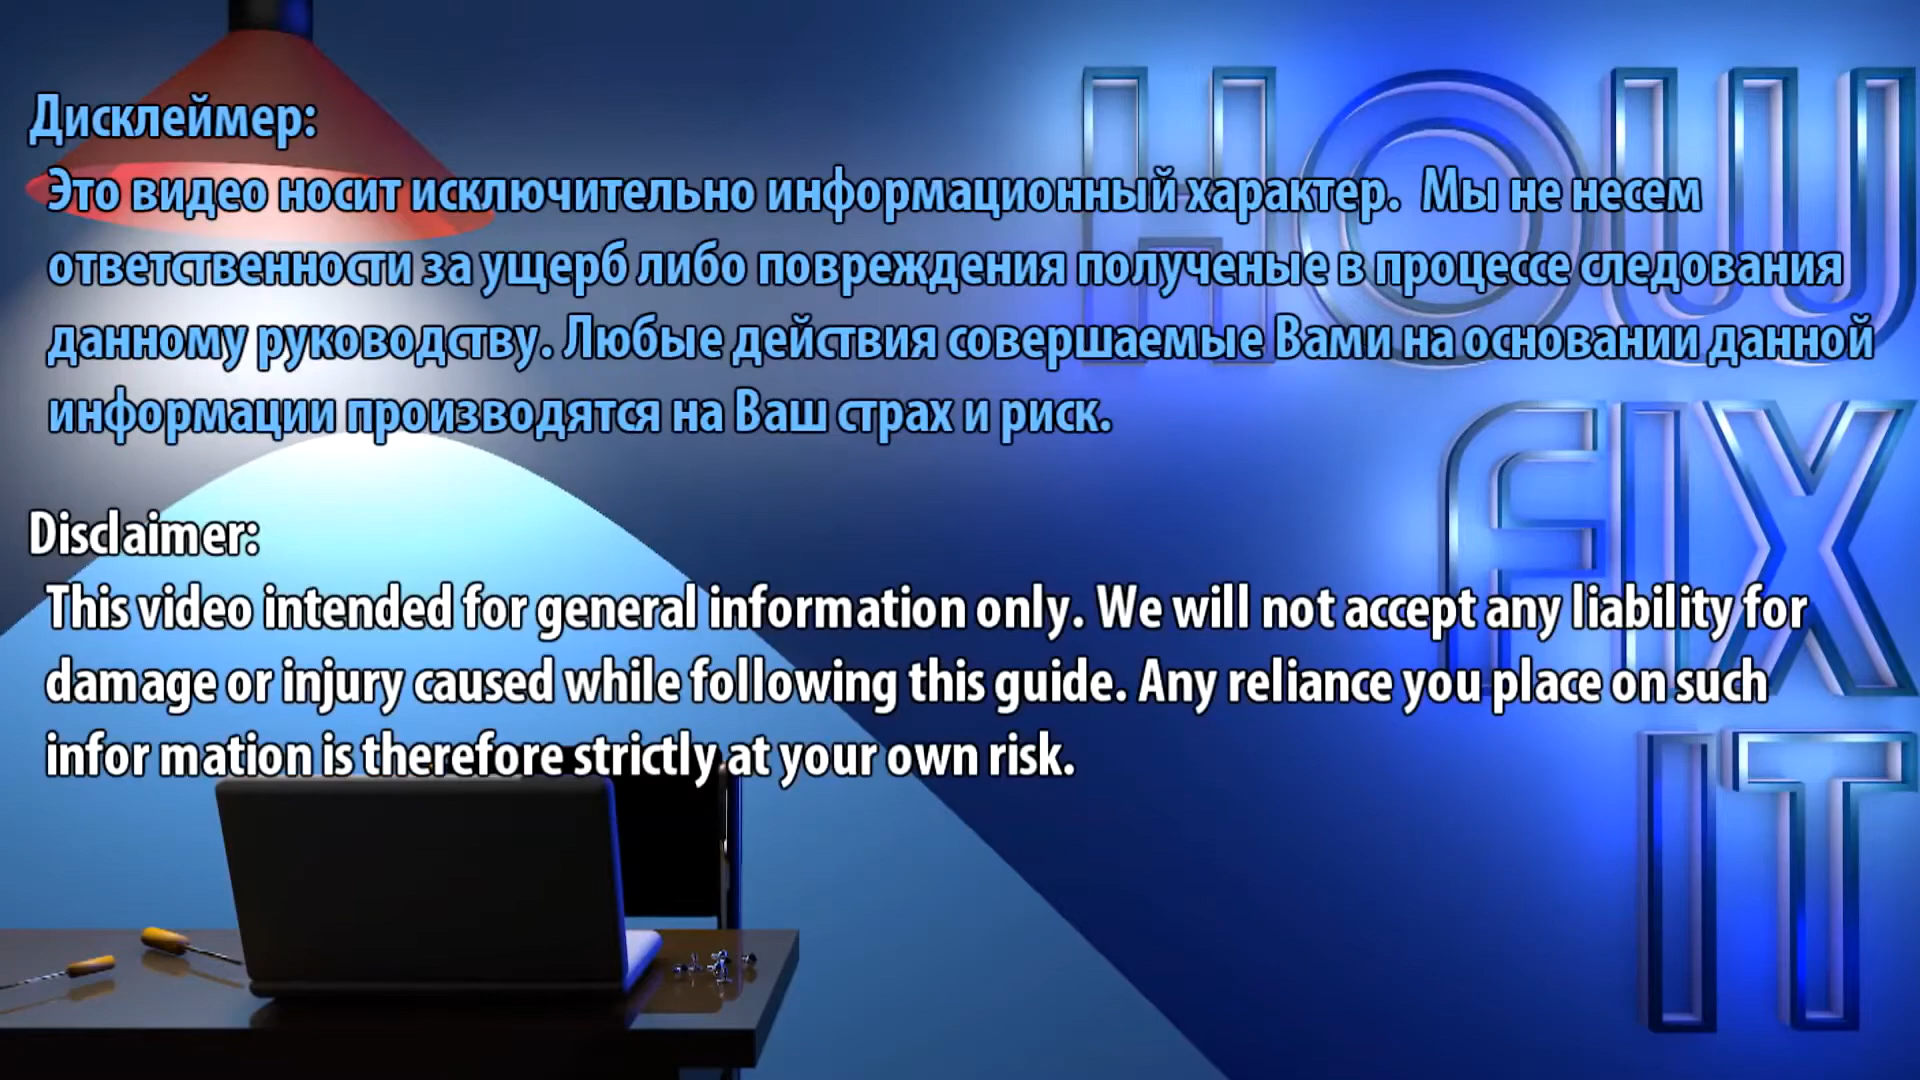 Дисклеймер:
Это видео носит исключительно информационный характер. Мы не несем
ответственности за ущерб либо повреждения полученые в процессе следования
данному руководству. Любые действия совершаемые Вами на основании данной
информации производятся на Ваш страх и риск.
Disclaimer:
This video intended for general information only. We will not accept any liability for
damage or injury caused while following this guide. Any reliance you place on such
infor mation is therefore strictly at your own risk.
HOW
FIX
IT